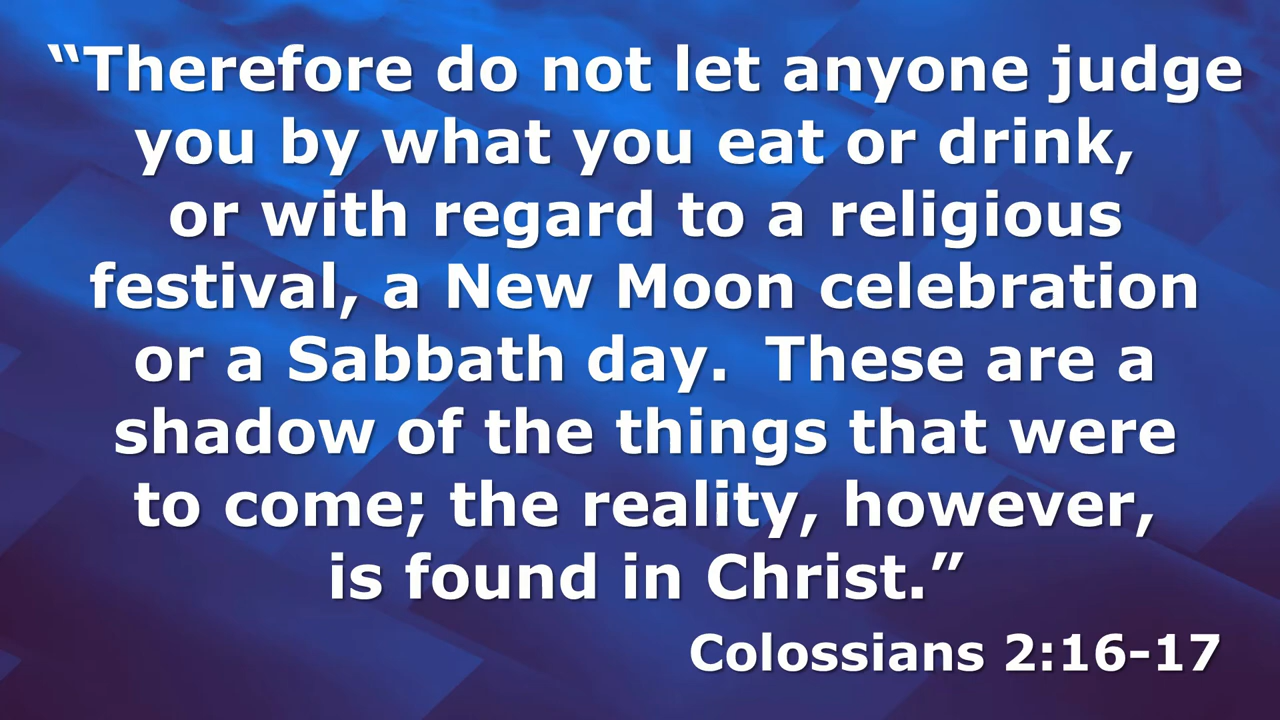 “Therefore do not let anyone judge
you by what you eat or drink,
or with regard to a religious
festival, a New Moon celebration
or a Sabbath day.  These are a
shadow of the things that were
to come; the reality, however,
is found in Christ.”
Colossians 2:16-17